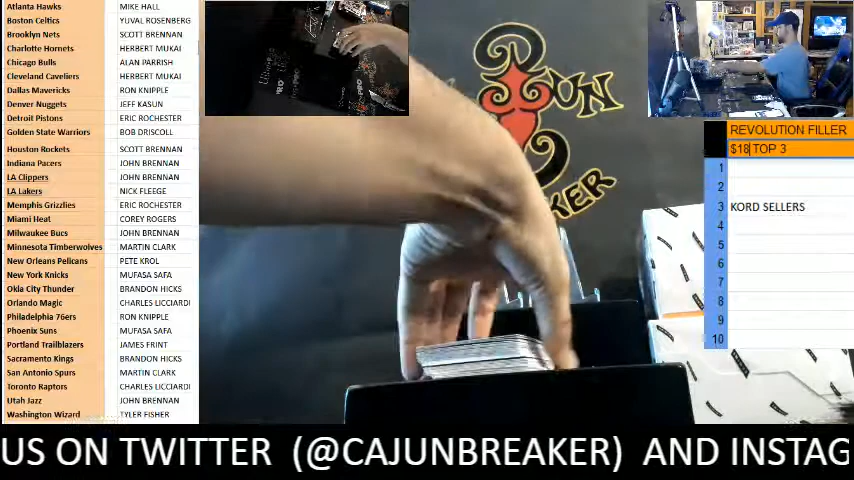 Atlanta Hawks MIKE HALL
Boston Celtics YUVAL ROSENBERG
Brooklyn Nets SCOTT BRENNAN
Charlotte Hornets HERBERT MUKAI
Chicago Bulls ALAN PARRISH
Cleveland Cavaliers HERBERT MUKAI
Dallas Mavericks RON KNIPPLE
Denver Nuggets JEFF KASUN
Detroit Pistons ERIC ROCHESTER
Golden State Warriors BOB DRISCOLL
Houston Rockets SCOTT BRENNAN
Indiana Pacers JOHN BRENNAN
LA Clippers JOHN BRENNAN
LA Lakers NICK FLEEGE
Memphis Grizzlies ERIC ROCHESTER
Miami Heat COREY ROGERS
Milwaukee Bucs JOHN BRENNAN
Minnesota Timberwolves MARTIN CLARK
New Orleans Pelicans PETE KROL
New York Knicks MUFASA SAFA
Okla City Thunder BRANDON HICKS
Orlando Magic CHARLES LICCIARDI
Philadelphia 76ers RON KNIPPLE
Phoenix Suns MUFASA SAFA
Portland Trailblazers JAMES FRINT
Sacramento Kings BRANDON HICKS
San Antonio Spurs MARTIN CLARK
Toronto Raptors CHARLES LICCIARDI
Utah Jazz JOHN BRENNAN
Washington Wizard TYLER FISHER
UN
KER
REVOLUTION FILLER
$18 TOP 3
1
2
3 KORD SELLERS
4
5
6
7
8
9
10
US ON TWITTER (@CAJUNBREAKER) AND INSTAG